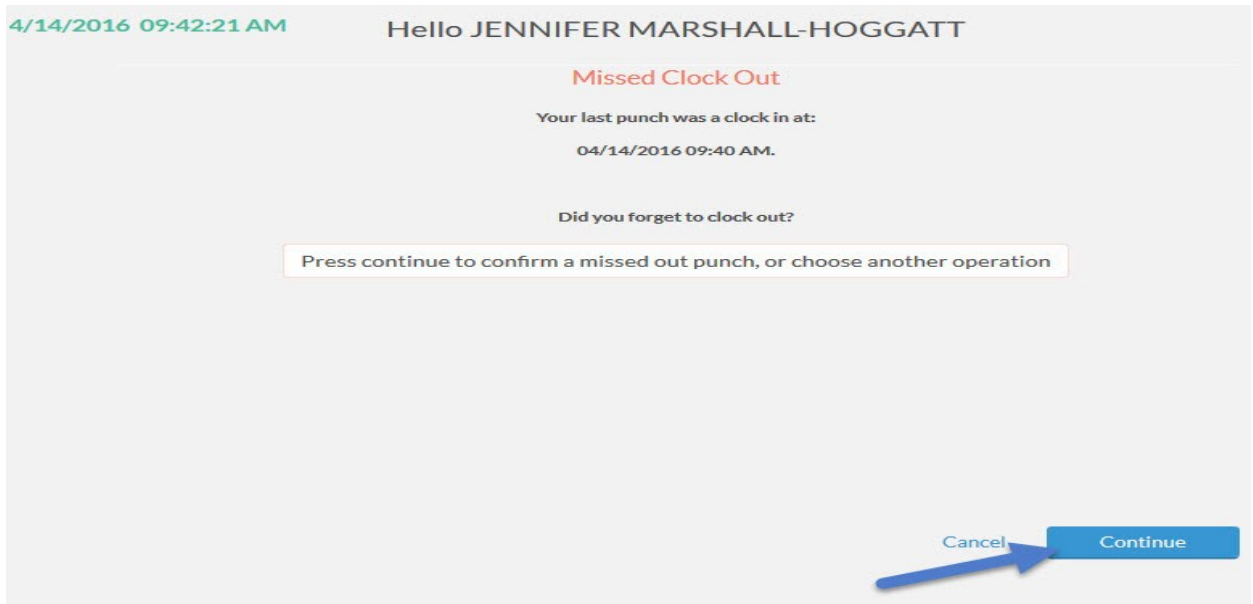 4/14/2016 09:42:21 AM
Hello JENNIFER MARSHALL-HOGGATT
Missed Clock Out
Your last punch was a clock in at:
04/14/2016 09:40 AM.
Did you forget to clock out?
Press continue to confirm a missed out punch, or choose another operation
Cancel
Continue